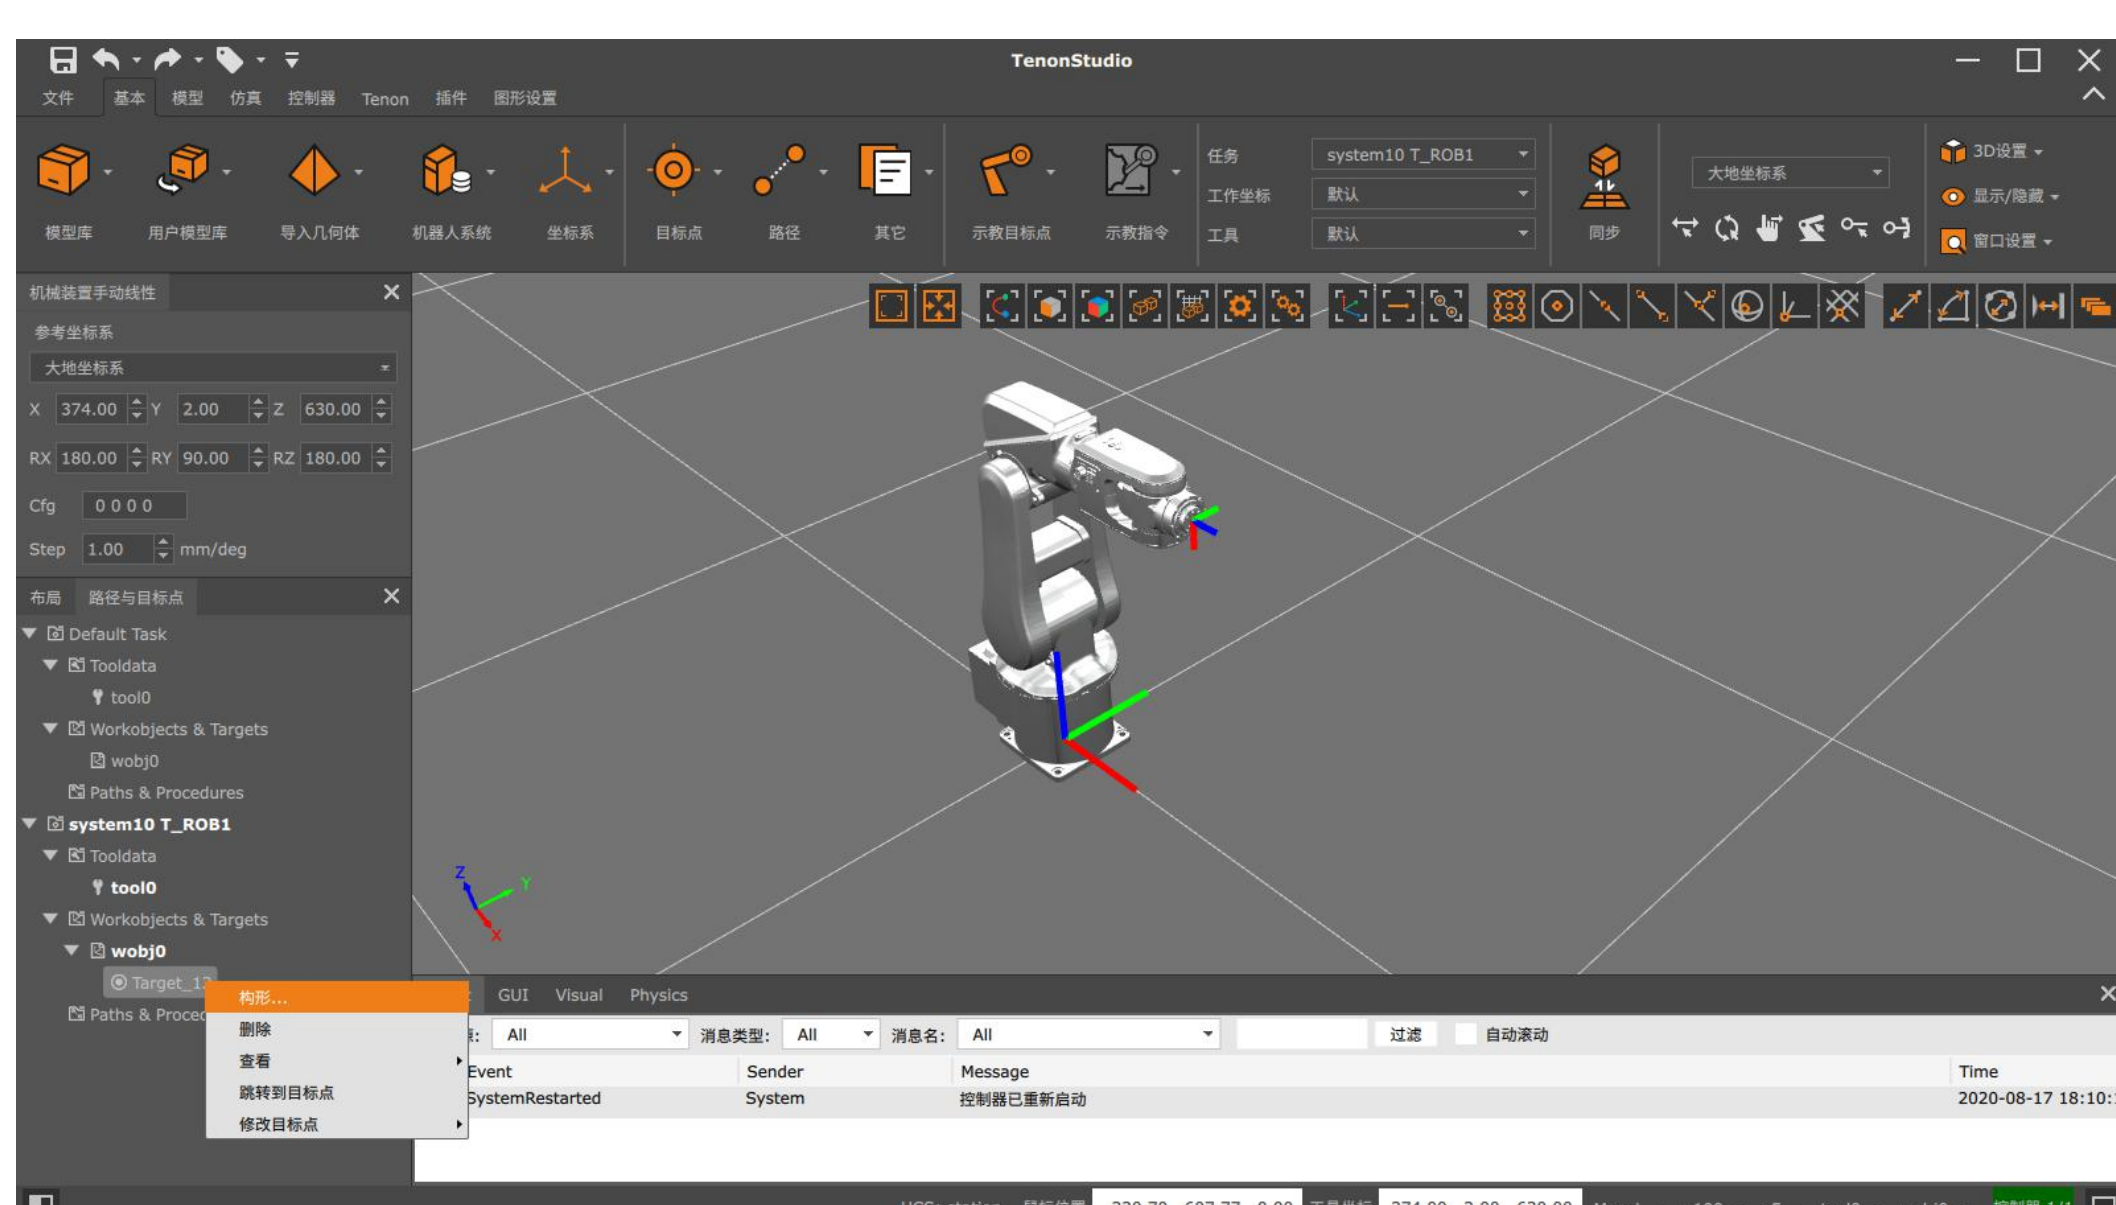 TenonStudio
文件 基本 模型 仿真 控制器 Tenon 插件 图形设置
模型库 用户模型库 导入几何体 机器人系统 坐标系 目标点 路径 其它 示教目标点 示教指令
任务 system10 T_ROB1
工作坐标 默认
工具 默认
同步
大地坐标系
3D设置
显示/隐藏
窗口设置
机械装置手动线性
参考坐标系
大地坐标系
X 374.00 Y 2.00 Z 630.00
RX 180.00 RY 90.00 RZ 180.00
Cfg 0 0 0 0
Step 1.00 mm/deg
布局 路径与目标点
Default Task
Tooldata
tool0
Workobjects & Targets
wobj0
Paths & Procedures
system10 T_ROB1
Tooldata
tool0
Workobjects & Targets
wobj0
Target_12
Paths & Proced
构形...
删除
查看
跳转到目标点
修改目标点
Z Y X
GUI Visual Physics
All 消息类型: All 消息名: All 过滤 自动滚动
Event Sender Message Time
SystemRestarted System 控制器已重新启动 2020-08-17 18:10: